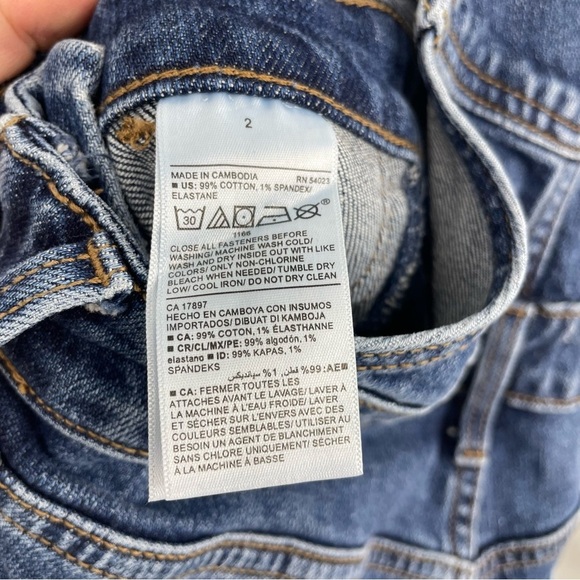 2
MADE IN CAMBODIA RN 54023
■ US: 99% COTTON, 1% SPANDEX/
ELASTANE
30
1166
CLOSE ALL FASTENERS BEFORE
WASHING/MACHINE WASH COLD/
WASH AND DRY INSIDE OUT WITH LIKE
COLORS/ ONLY NON-CHLORINE
BLEACH WHEN NEEDED/ TUMBLE DRY
LOW/ COOL IRON/ DO NOT DRY CLEAN
CA 17897
HECHO EN CAMBOYA CON INSUMOS
IMPORTADOS/ DIBUAT DI KAMBOJA
■ CA: 99% COTTON, 1% ÉLASTHANNE
■ CR/CL/MX/PE: 99% algodón, 1%
elastano ■ ID: 99% KAPAS, 1%
SPANDEKS
AE: 99% قطن, 1% سپاندیکس
■ CA: FERMER TOUTES LES
ATTACHES AVANT LE LAVAGE/ LAVER À
LA MACHINE À L'EAU FROIDE/ LAVER
ET SÉCHER SUR L'ENVERS AVEC DES
COULEURS SEMBLABLES/ UTILISER AU
BESOIN UN AGENT DE BLANCHIMENT
SANS CHLORE UNIQUEMENT/ SÉCHER
À LA MACHINE À BASSE